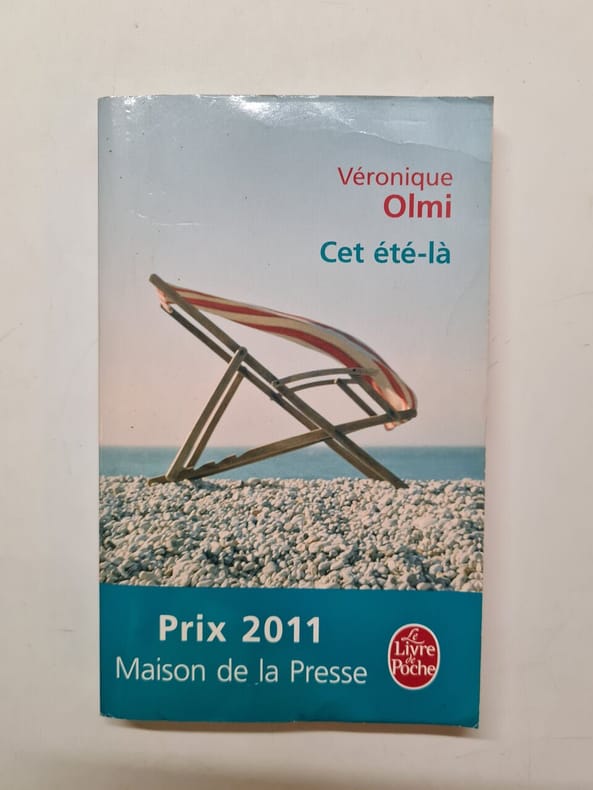 Véronique
Olmi
Cet été-là
Prix 2011
Maison de la Presse
Le
Livre
de
Poche